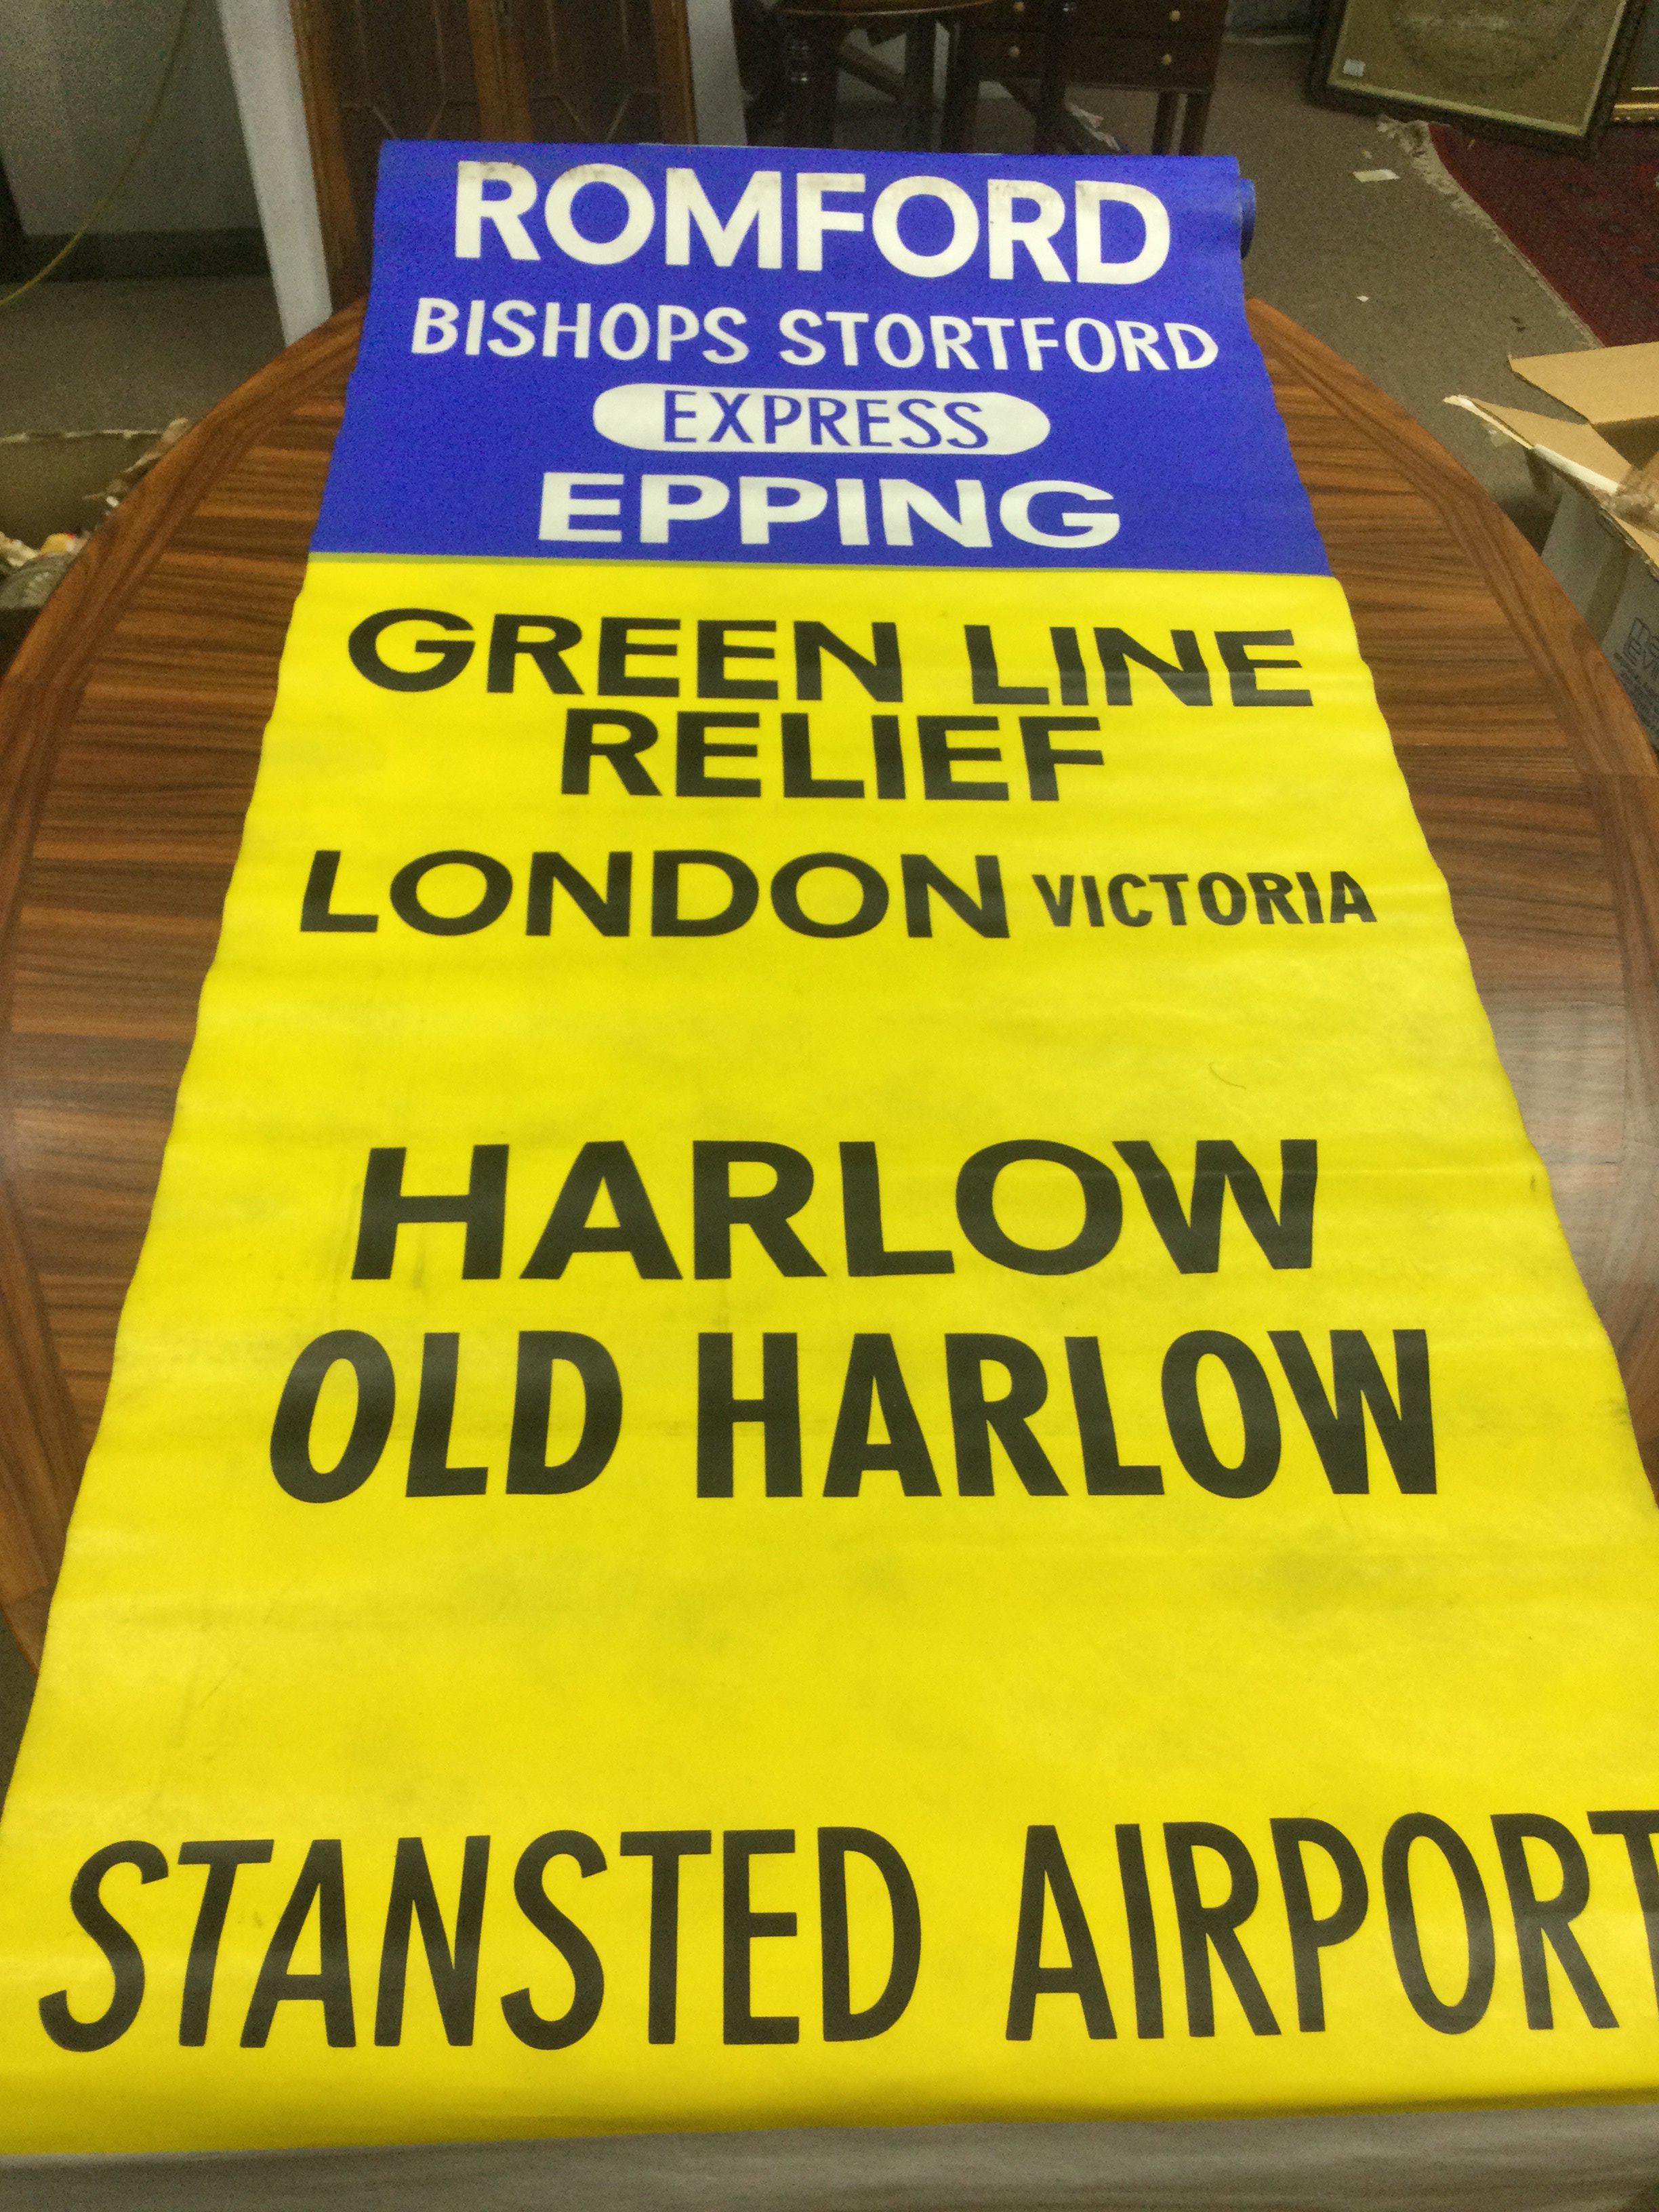 ROMFORD
BISHOPS STORTFORD
EXPRESS
EPPING
GREEN LINE
RELIEF
LONDON VICTORIA
HARLOW
OLD HARLOW
STANSTED AIRPORT